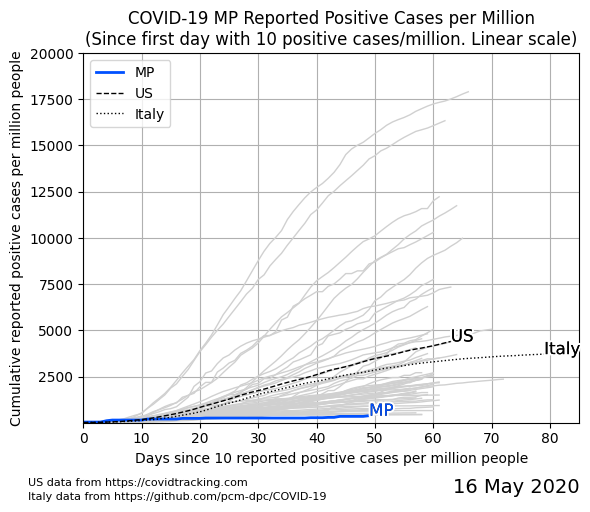 COVID-19 MP Reported Positive Cases per Million
(Since first day with 10 positive cases/million. Linear scale)
Cumulative reported positive cases per million people
20000
17500
15000
12500
10000
7500
5000
2500
MP
US
Italy
US
Italy
MP
0 10 20 30 40 50 60 70 80
Days since 10 reported positive cases per million people
US data from https://covidtracking.com
Italy data from https://github.com/pcm-dpc/COVID-19
16 May 2020